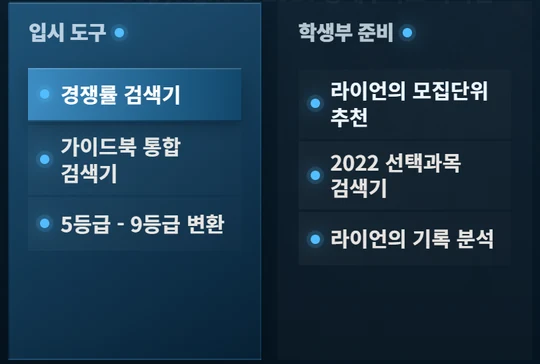 입시 도구
경쟁률 검색기
가이드북 통합
검색기
5등급 - 9등급 변환
학생부 준비
라이언의 모집단위
추천
2022 선택과목
검색기
라이언의 기록 분석